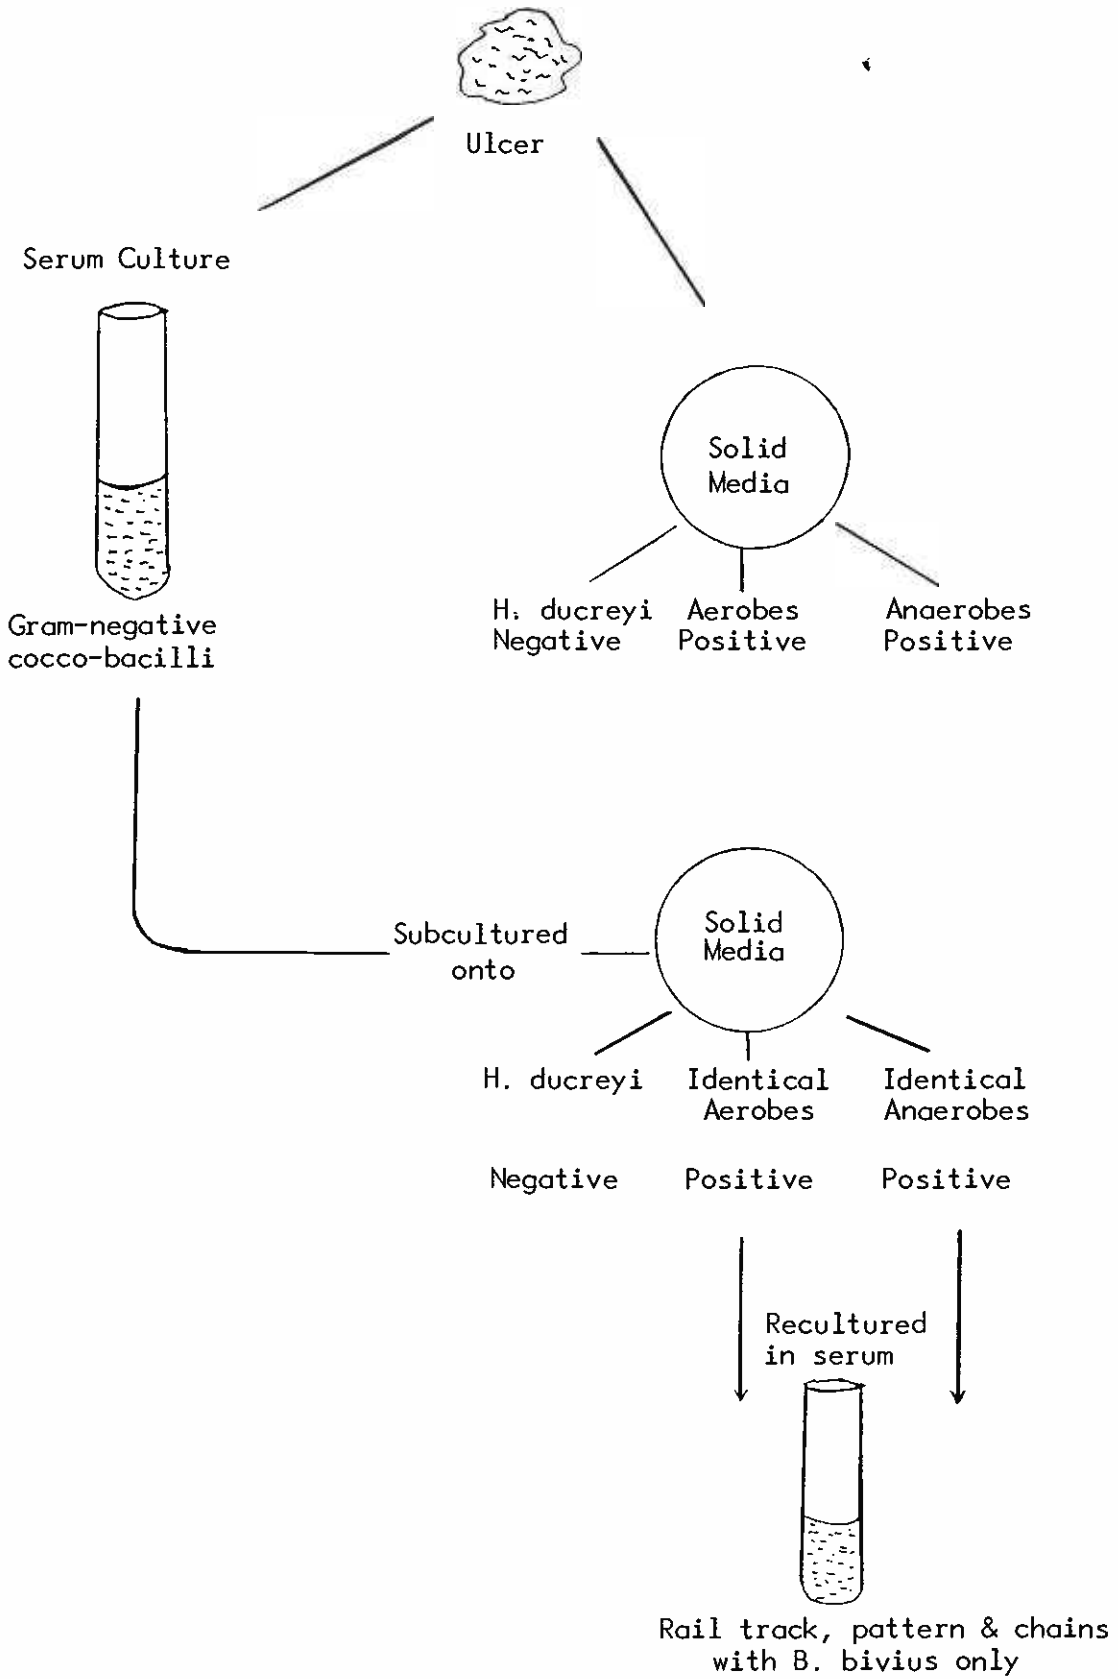 Ulcer
Serum Culture
Solid
Media
H. ducreyi Aerobes Anaerobes
Negative Positive Positive
Gram-negative
cocco-bacilli
Subcultured
onto
Solid
Media
H. ducreyi Identical Identical
Aerobes Anaerobes
Negative Positive Positive
Recultured
in serum
Rail track, pattern & chains
with B. bivius only